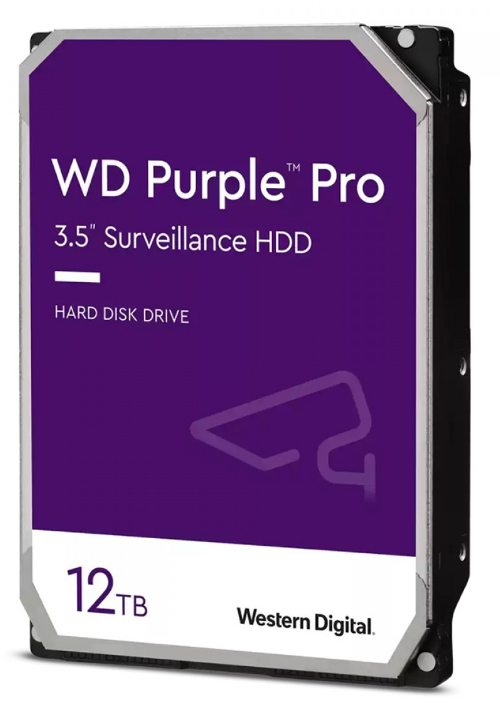 WD Purple™ Pro
3.5" Surveillance HDD
HARD DISK DRIVE
12TB
Western Digital.